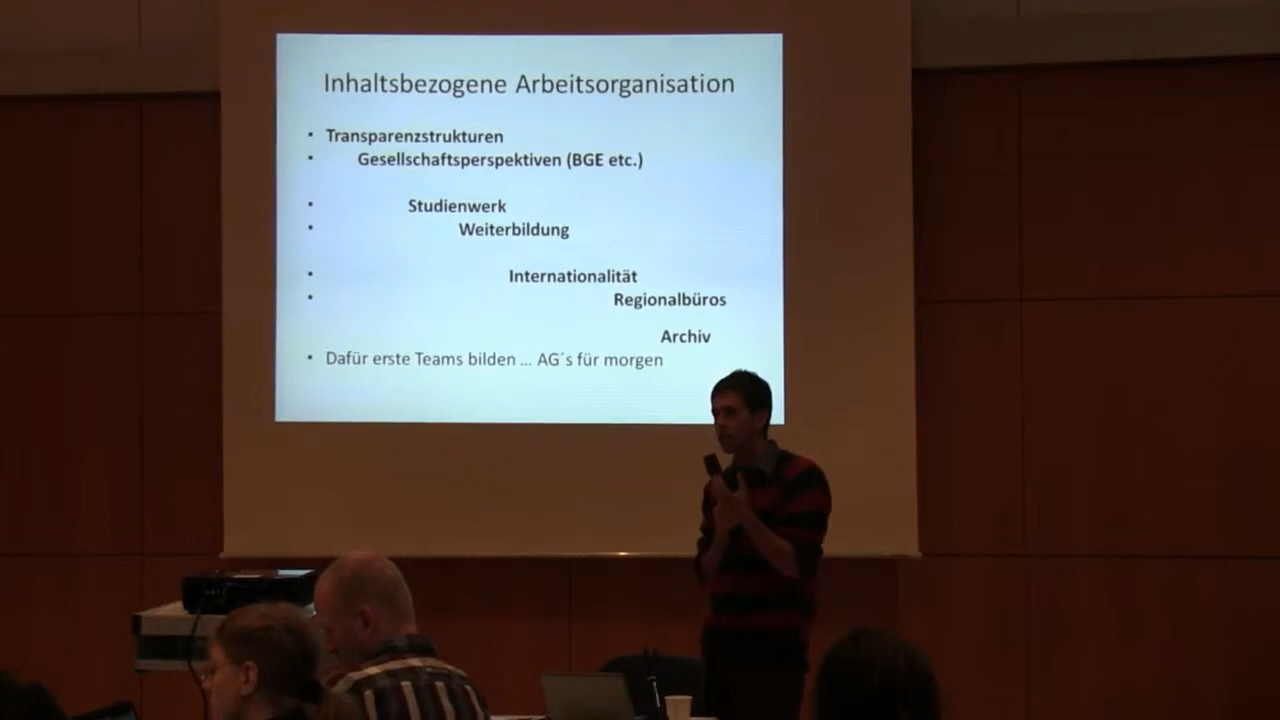 Inhaltsbezogene Arbeitsorganisation
• Transparenzstrukturen
• Gesellschaftsperspektiven (BGE etc.)
• Studienwerk
• Weiterbildung
• Internationalität
• Regionalbüros
Archiv
• Dafür erste Teams bilden ... AG´s für morgen